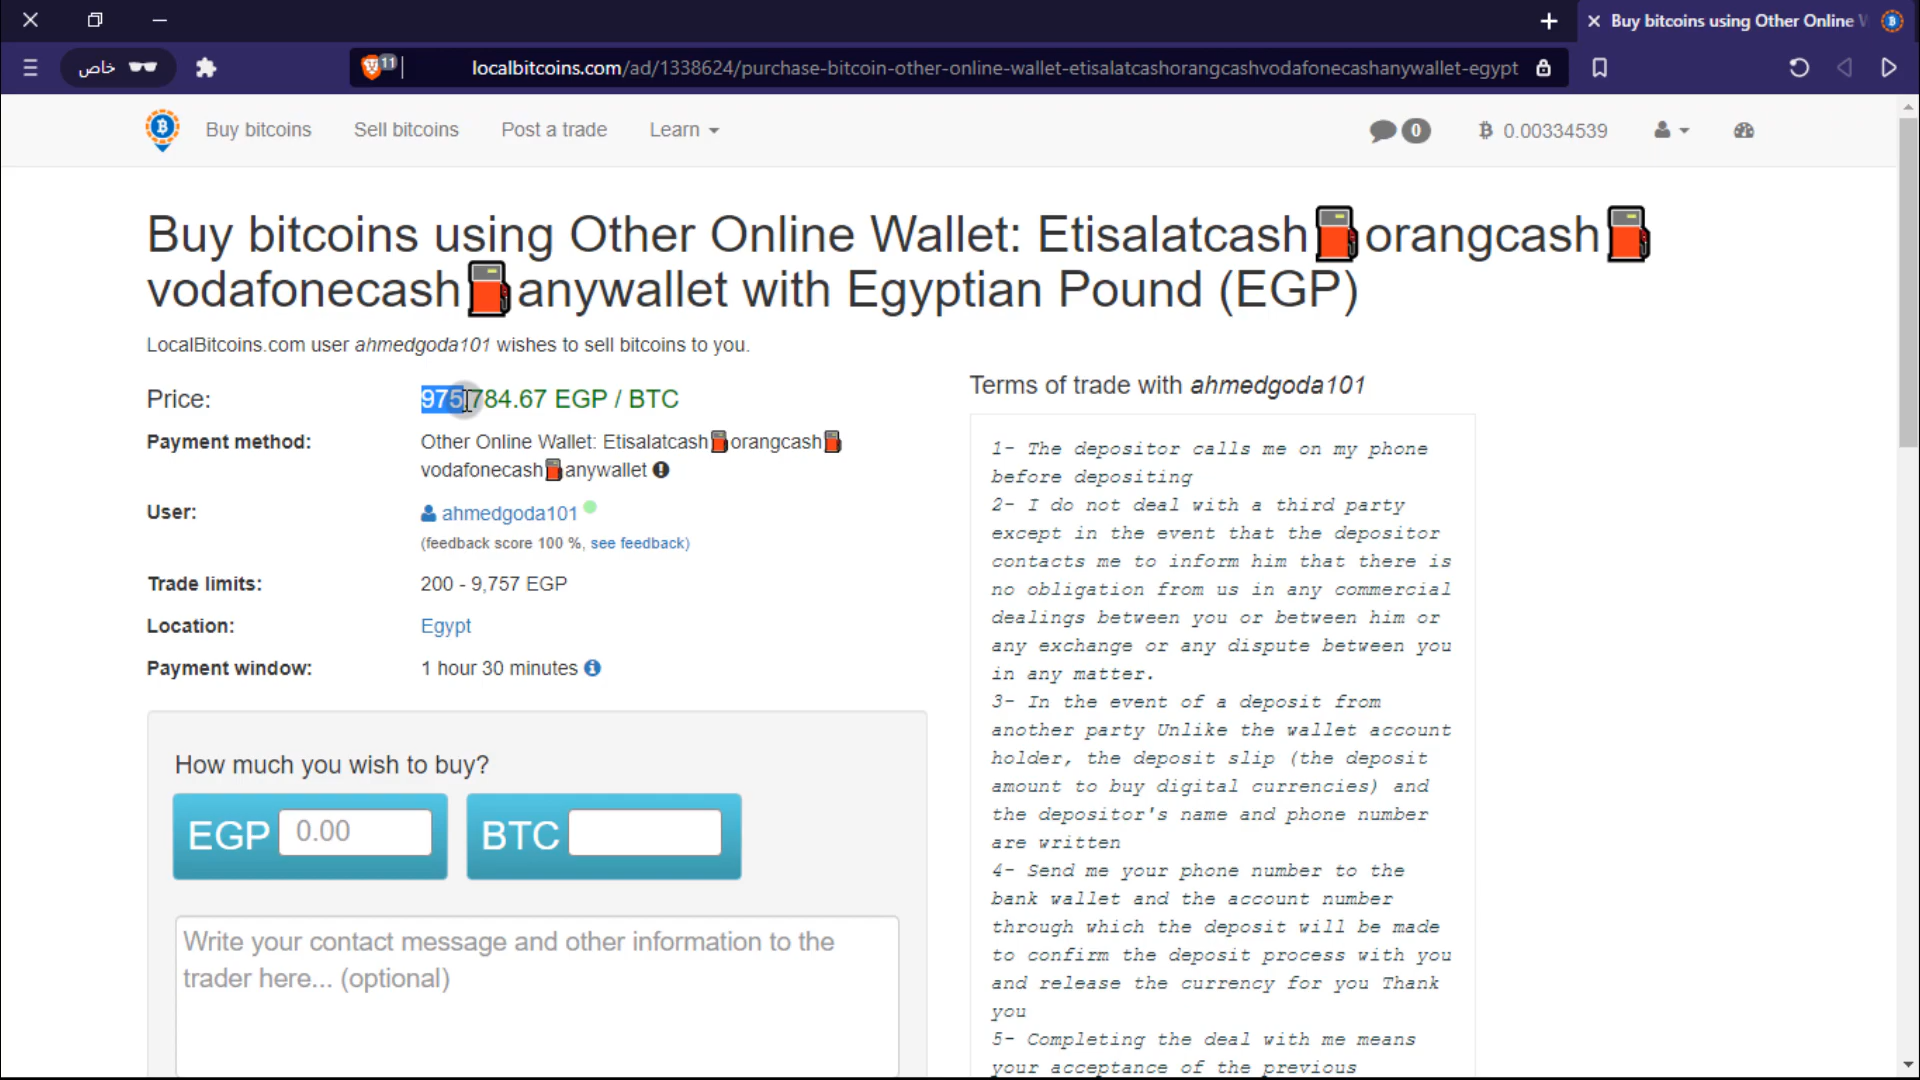 Buy bitcoins using Other Online W
خاص
11
localbitcoins.com/ad/1338624/purchase-bitcoin-other-online-wallet-etisalatcashorangcashvodafonecashanywallet-egypt
Buy bitcoins
Sell bitcoins
Post a trade
Learn
0
0.00334539
Buy bitcoins using Other Online Wallet: Etisalatcash⛽orangcash⛽
vodafonecash⛽anywallet with Egyptian Pound (EGP)
LocalBitcoins.com user ahmedgoda101 wishes to sell bitcoins to you.
Price: 975,784.67 EGP / BTC
Payment method: Other Online Wallet: Etisalatcash⛽orangcash⛽
vodafonecash⛽anywallet
User: ahmedgoda101
(feedback score 100 %, see feedback)
Trade limits: 200 - 9,757 EGP
Location: Egypt
Payment window: 1 hour 30 minutes
How much you wish to buy?
EGP 0.00
BTC
Write your contact message and other information to the
trader here... (optional)
Terms of trade with ahmedgoda101
1- The depositor calls me on my phone
before depositing
2- I do not deal with a third party
except in the event that the depositor
contacts me to inform him that there is
no obligation from us in any commercial
dealings between you or between him or
any exchange or any dispute between you
in any matter.
3- In the event of a deposit from
another party Unlike the wallet account
holder, the deposit slip (the deposit
amount to buy digital currencies) and
the depositor's name and phone number
are written
4- Send me your phone number to the
bank wallet and the account number
through which the deposit will be made
to confirm the deposit process with you
and release the currency for you Thank
you
5- Completing the deal with me means
your acceptance of the previous